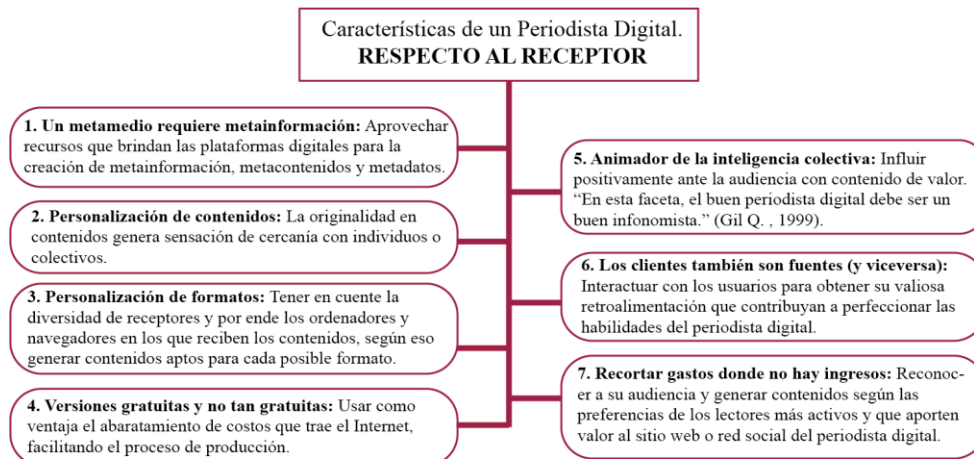 Características de un Periodista Digital.
RESPECTO AL RECEPTOR
1. Un metamedio requiere metainformación: Aprovechar
recursos que brindan las plataformas digitales para la
creación de metainformación, metacontenidos y metadatos.
2. Personalización de contenidos: La originalidad en
contenidos genera sensación de cercanía con individuos o
colectivos.
3. Personalización de formatos: Tener en cuente la
diversidad de receptores y por ende los ordenadores y
navegadores en los que reciben los contenidos, según eso
generar contenidos aptos para cada posible formato.
4. Versiones gratuitas y no tan gratuitas: Usar como
ventaja el abaratamiento de costos que trae el Internet,
facilitando el proceso de producción.
5. Animador de la inteligencia colectiva: Influir
positivamente ante la audiencia con contenido de valor.
“En esta faceta, el buen periodista digital debe ser un
buen infonomista.” (Gil Q. , 1999).
6. Los clientes también son fuentes (y viceversa):
Interactuar con los usuarios para obtener su valiosa
retroalimentación que contribuyan a perfeccionar las
habilidades del periodista digital.
7. Recortar gastos donde no hay ingresos: Reconoc-
er a su audiencia y generar contenidos según las
preferencias de los lectores más activos y que aporten
valor al sitio web o red social del periodista digital.